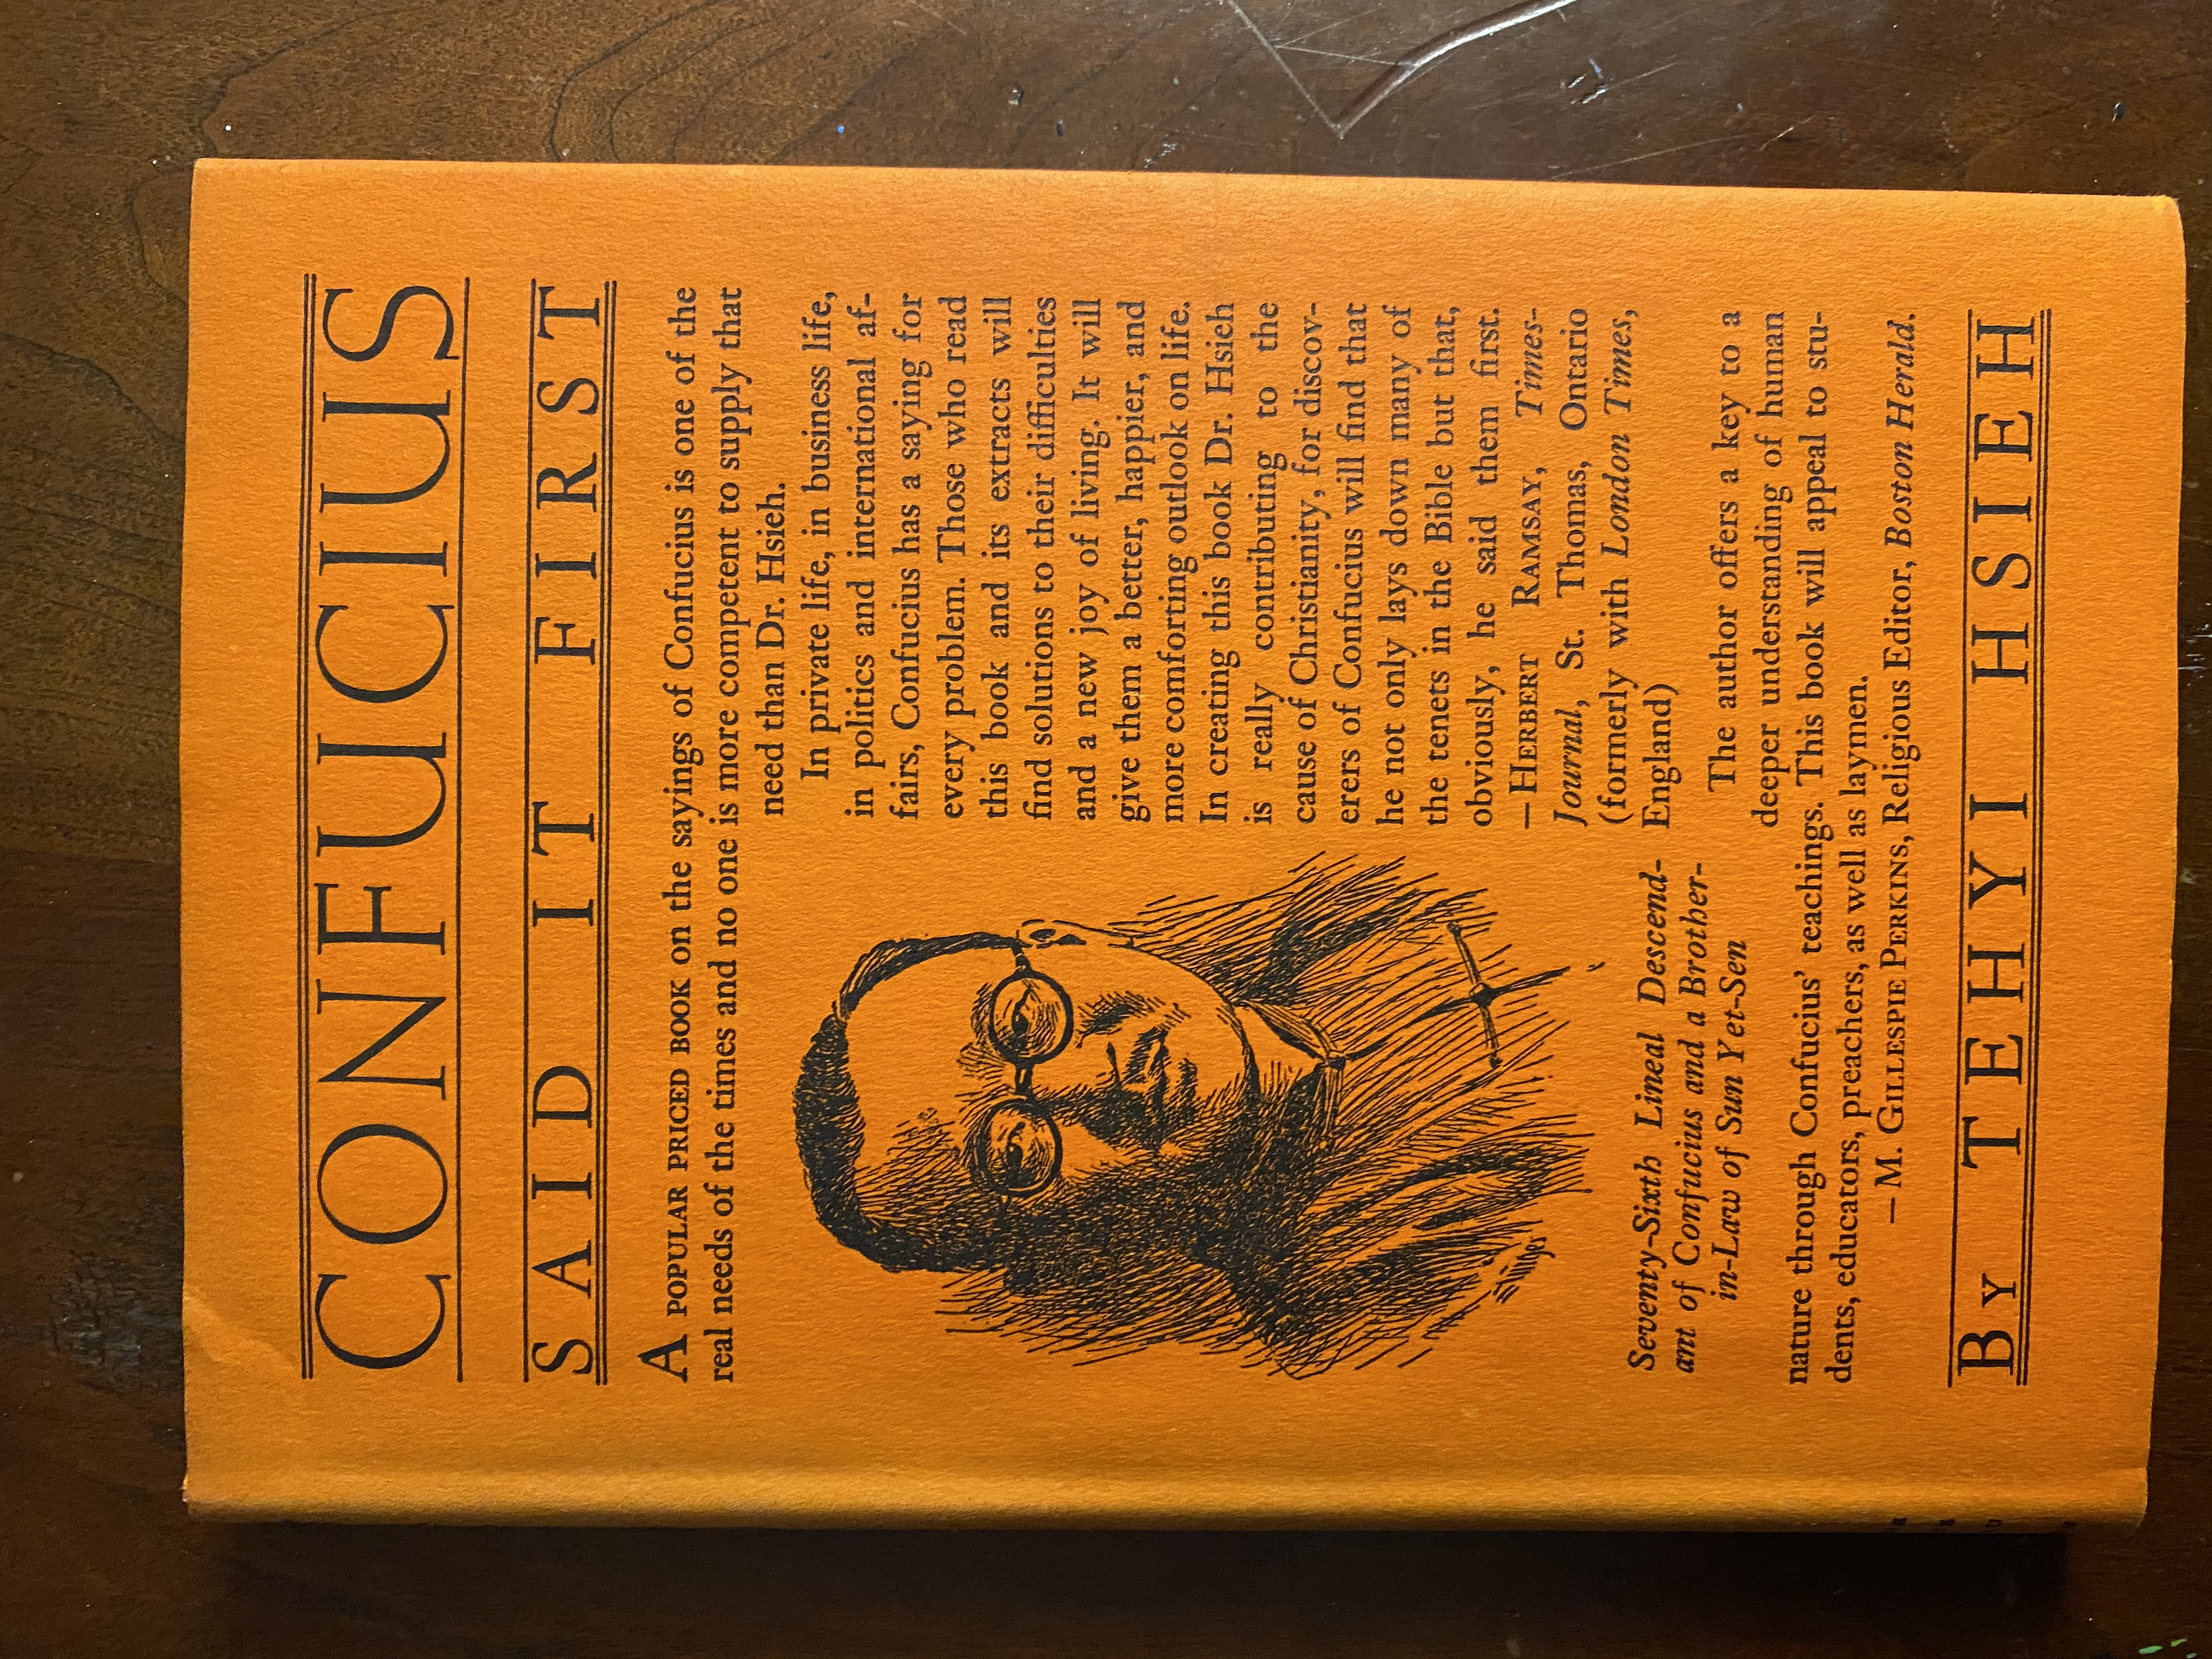 CONFUCIUS
SAID IT FIRST
A POPULAR PRICED BOOK on the sayings of Confucius is one of the
real needs of the times and no one is more competent to supply that
need than Dr. Hsieh.
In private life, in business life,
in politics and international af-
fairs, Confucius has a saying for
every problem. Those who read
this book and its extracts will
find solutions to their difficulties
and a new joy of living. It will
give them a better, happier, and
more comforting outlook on life.
In creating this book Dr. Hsieh
is really contributing to the
cause of Christianity, for discov-
erers of Confucius will find that
he not only lays down many of
the tenets in the Bible but that,
obviously, he said them first.
—HERBERT RAMSAY, Times-
Journal, St. Thomas, Ontario
(formerly with London Times,
England)
Seventy-Sixth Lineal Descend-
ant of Confucius and a Brother-
in-Law of Sun Yet-Sen
The author offers a key to a
deeper understanding of human
nature through Confucius' teachings. This book will appeal to stu-
dents, educators, preachers, as well as laymen.
—M. GILLESPIE PERKINS, Religious Editor, Boston Herald.
BY TEHYI HSIEH